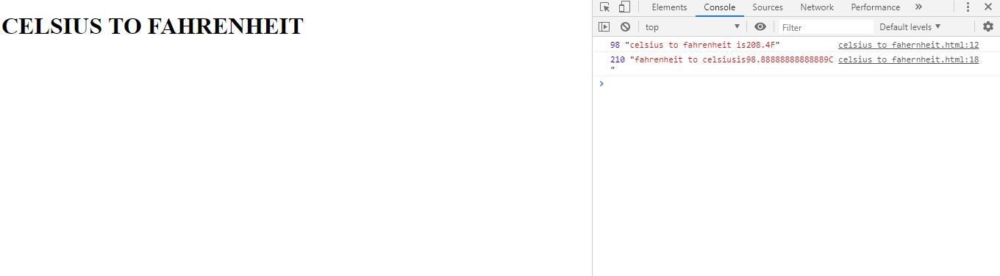 CELSIUS TO FAHRENHEIT
Elements Console Sources Network Performance »
top ▼ Filter Default levels ▼
98 "celsius to fahrenheit is208.4F" celsius to fahernheit.html:12
210 "fahrenheit to celsiusis98.88888888888889C celsius to fahernheit.html:18
"
>